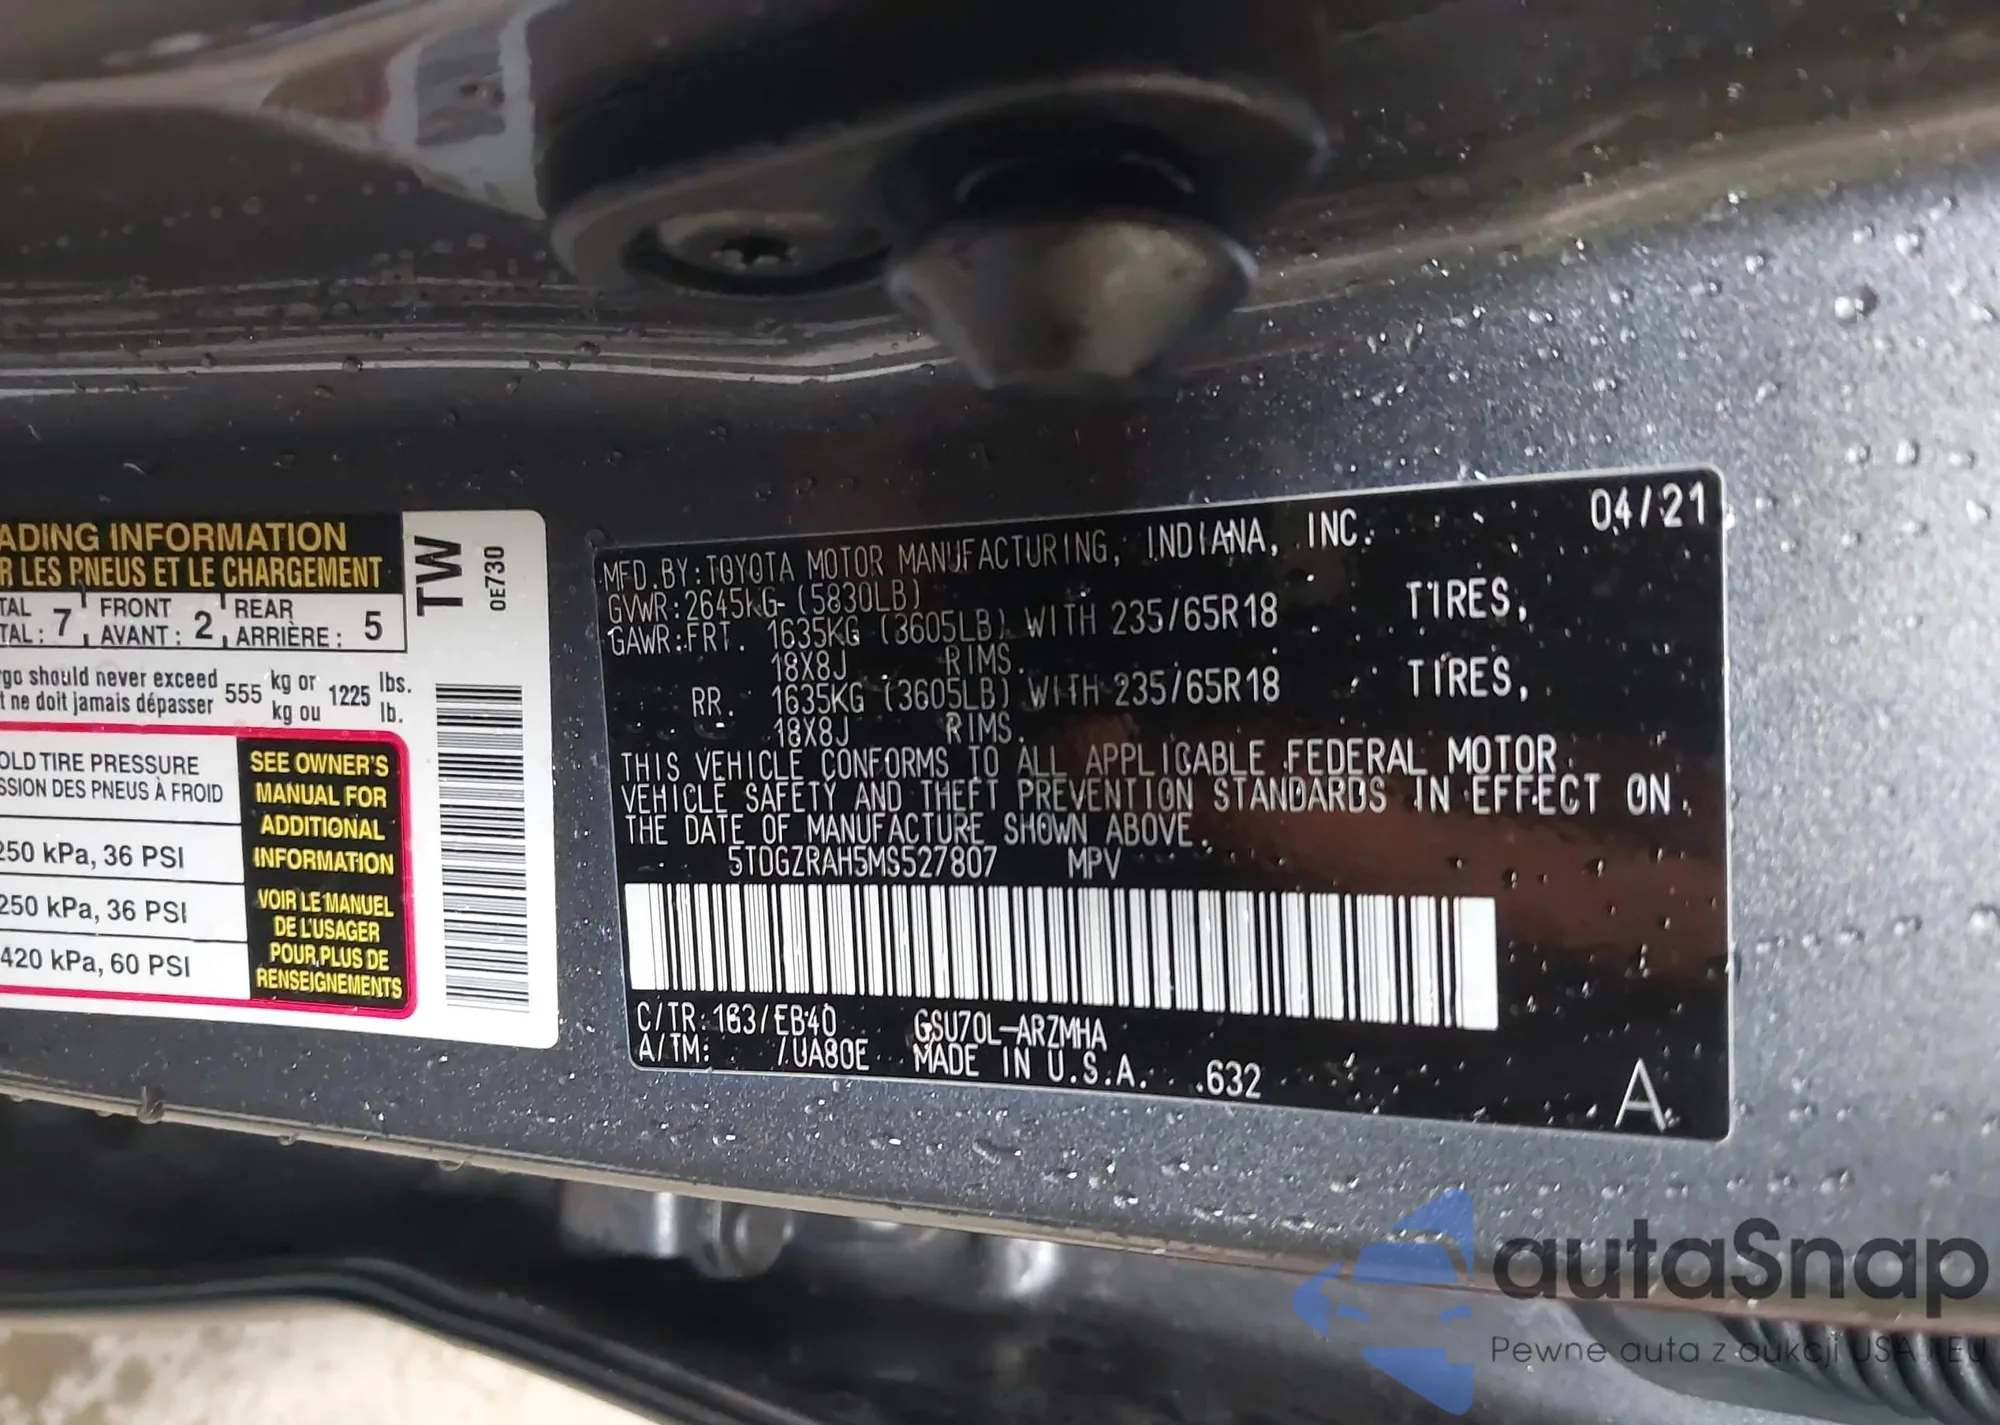 ADING INFORMATION
R LES PNEUS ET LE CHARGEMENT
TAL 7 FRONT 2 REAR 5
TAL: AVANT: ARRIÈRE:
rgo should never exceed 555 kg or 1225 lbs.
t ne doit jamais dépasser kg ou lb.
OLD TIRE PRESSURE
SSION DES PNEUS À FROID
250 kPa, 36 PSI
250 kPa, 36 PSI
420 kPa, 60 PSI
SEE OWNER'S
MANUAL FOR
ADDITIONAL
INFORMATION
VOIR LE MANUEL
DE L'USAGER
POUR PLUS DE
RENSEIGNEMENTS
TW
0E730
04/21
MFD.BY:TOYOTA MOTOR MANUFACTURING, INDIANA, INC.
GVWR:2645KG (5830LB)
GAWR:FRT. 1635KG (3605LB) WITH 235/65R18 TIRES,
18X8J RIMS.
RR. 1635KG (3605LB) WITH 235/65R18 TIRES,
18X8J RIMS.
THIS VEHICLE CONFORMS TO ALL APPLICABLE FEDERAL MOTOR
VEHICLE SAFETY AND THEFT PREVENTION STANDARDS IN EFFECT ON
THE DATE OF MANUFACTURE SHOWN ABOVE.
5TDGZRAH5MS527807 MPV
C/TR:163/EB40 GSU70L-ARZMHA
A/TM: /UA80E MADE IN U.S.A. 632
A
autaSnap
Pewne auta z aukcji USA i EU